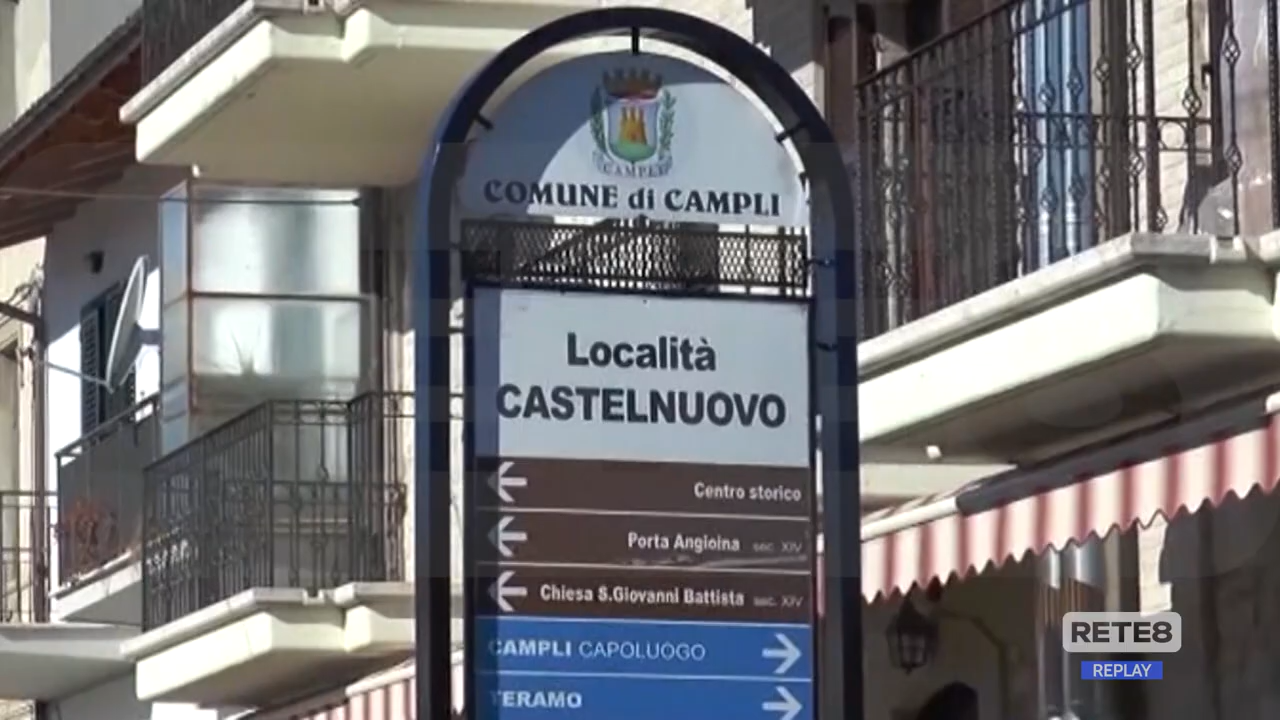 CAMPLI
COMUNE di CAMPLI
Località
CASTELNUOVO
Centro storico
Porta Angioina sec. XIV
Chiesa S.Giovanni Battista sec. XIV
CAMPLI CAPOLUOGO
TERAMO
RETE8
REPLAY